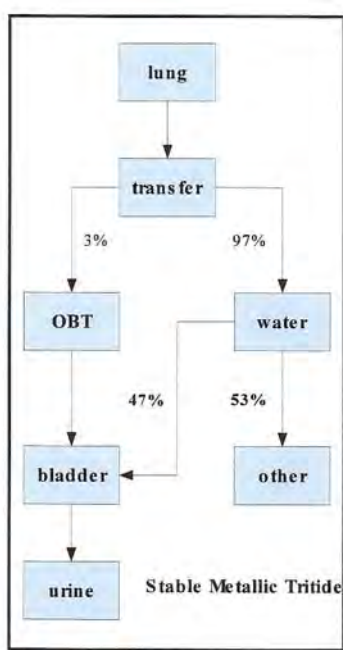 lung
transfer
3%
97%
OBT
water
47%
53%
bladder
other
urine
Stable Metallic Tritide